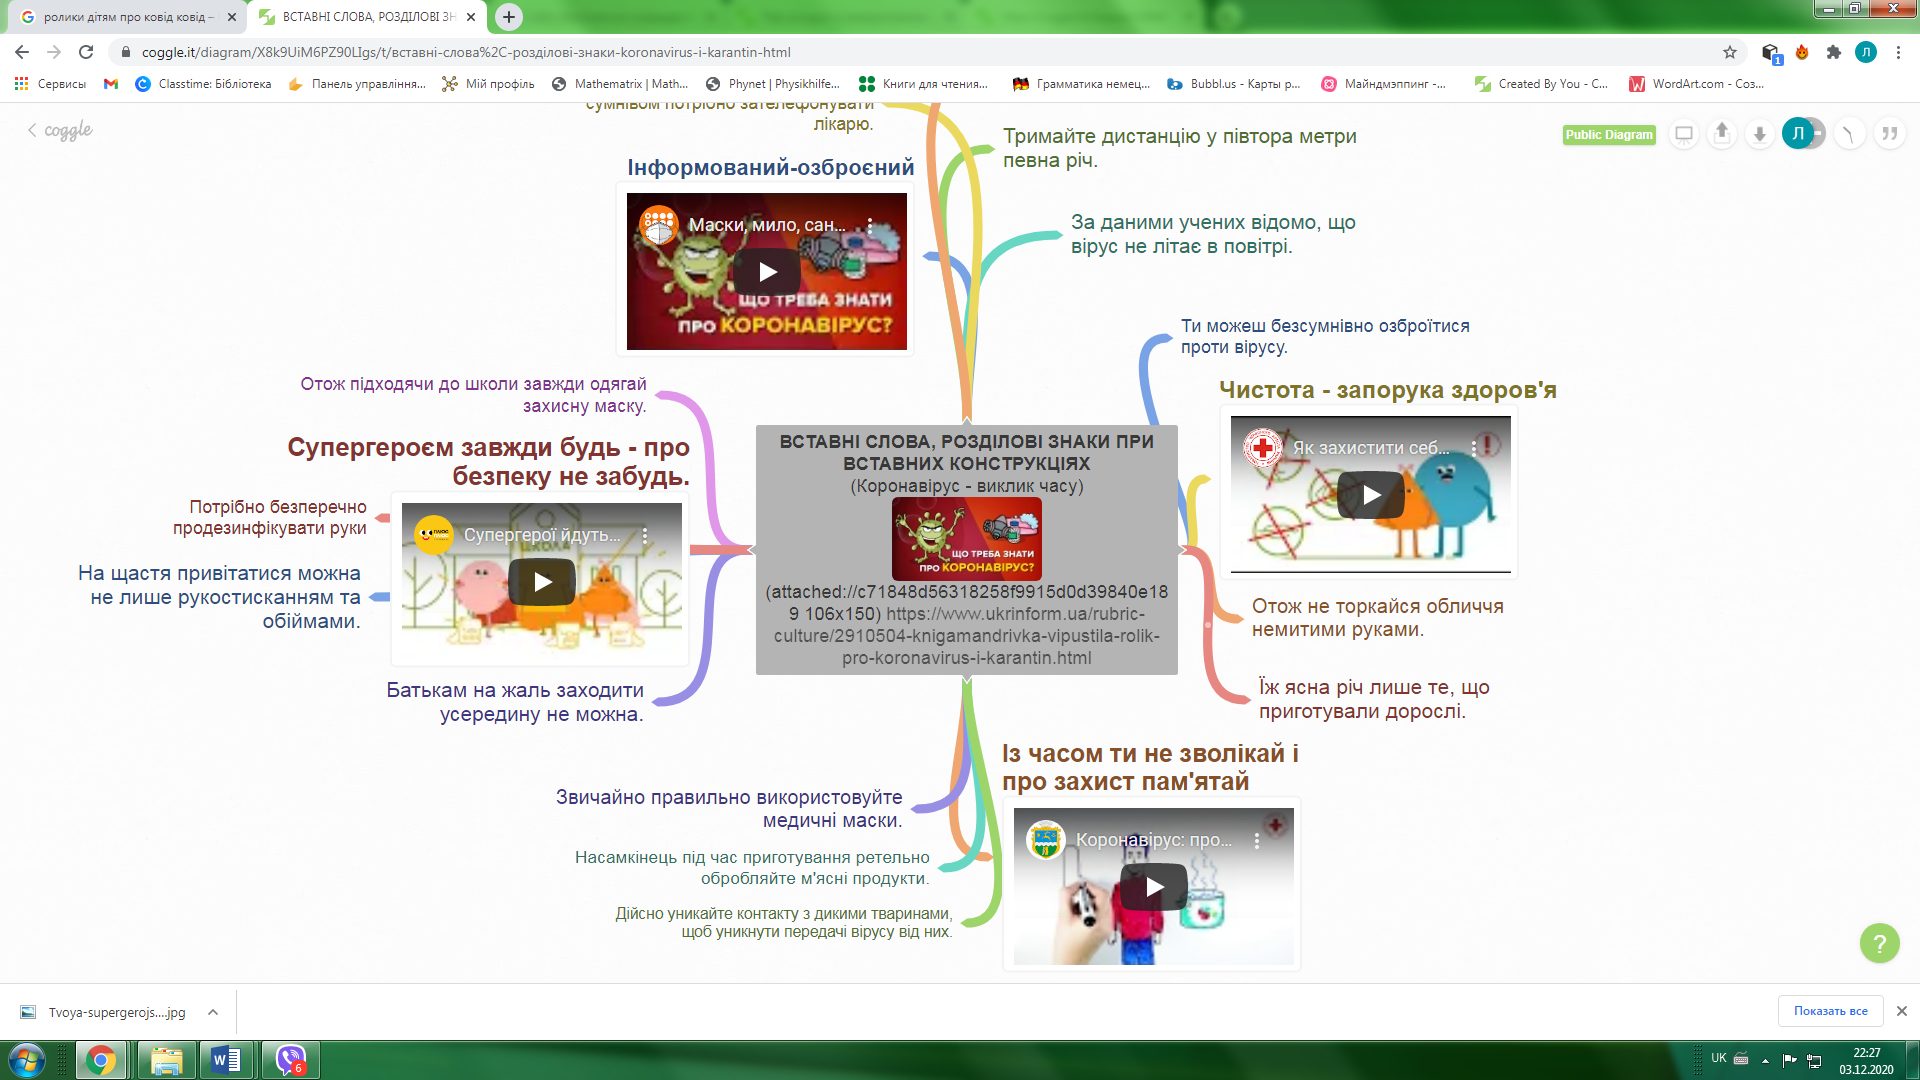 ролики дітям про ковід ковід –
ВСТАВНІ СЛОВА, РОЗДІЛОВІ ЗН
coggle.it/diagram/X8k9UiM6PZ90LIgs/t/вставні-слова%2C-розділові-знаки-koronavirus-i-karantin-html
1
Л
Сервисы
Classtime: Бібліотека
Панель управління...
Мій профіль
Mathematrix | Math...
Phynet | Physikhilfe...
Книги для чтения...
Грамматика немец...
Bubbl.us - Карты р...
Майндмэппинг -...
Created By You - C...
WordArt.com - Соз...
coggle
Public Diagram
Л
сумнівом потрібно зателефонувати
лікарю.
Тримайте дистанцію у півтора метри
певна річ.
Інформований-озброєний
Маски, мило, сан...
ЩО ТРЕБА ЗНАТИ
ПРО КОРОНАВІРУС?
За даними учених відомо, що
вірус не літає в повітрі.
Ти можеш безсумнівно озброїтися
проти вірусу.
Отож підходячи до школи завжди одягай
захисну маску.
Чистота - запорука здоров'я
Як захистити себ...
Супергероєм завжди будь - про
безпеку не забудь.
ВСТАВНІ СЛОВА, РОЗДІЛОВІ ЗНАКИ ПРИ
ВСТАВНИХ КОНСТРУКЦІЯХ
(Коронавірус - виклик часу)
ЩО ТРЕБА ЗНАТИ
ПРО КОРОНАВІРУС?
(attached://c71848d56318258f9915d0d39840e18
9 106x150) https://www.ukrinform.ua/rubric-
culture/2910504-knigamandrivka-vipustila-rolik-
pro-koronavirus-i-karantin.html
Потрібно безперечно
продезинфікувати руки
Супергерої йдуть...
ШКОЛА
На щастя привітатися можна
не лише рукостисканням та
обіймами.
Отож не торкайся обличчя
немитими руками.
Батькам на жаль заходити
усередину не можна.
Їж ясна річ лише те, що
приготували дорослі.
Із часом ти не зволікай і
про захист пам'ятай
Звичайно правильно використовуйте
медичні маски.
Коронавірус: про...
Насамкінець під час приготування ретельно
обробляйте м'ясні продукти.
Дійсно уникайте контакту з дикими тваринами,
щоб уникнути передачі вірусу від них.
?
Tvoya-supergerojs....jpg
Показать все
6
UK
22:27
03.12.2020